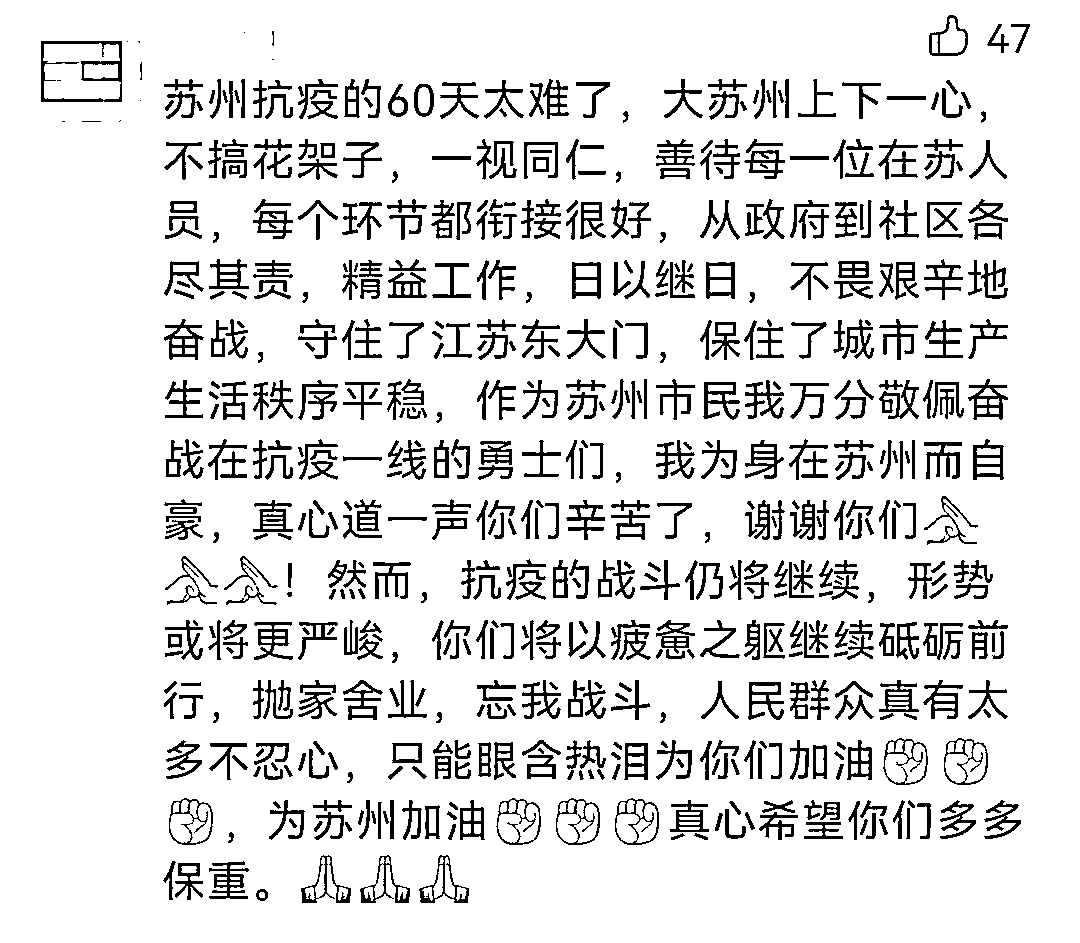 47
苏州抗疫的60天太难了，大苏州上下一心，
不搞花架子，一视同仁，善待每一位在苏人
员，每个环节都衔接很好，从政府到社区各
尽其责，精益工作，日以继日，不畏艰辛地
奋战，守住了江苏东大门，保住了城市生产
生活秩序平稳，作为苏州市民我万分敬佩奋
战在抗疫一线的勇士们，我为身在苏州而自
豪，真心道一声你们辛苦了，谢谢你们🙏
🙏🙏！然而，抗疫的战斗仍将继续，形势
或将更严峻，你们将以疲惫之躯继续砥砺前
行，抛家舍业，忘我战斗，人民群众真有太
多不忍心，只能眼含热泪为你们加油✊✊
✊，为苏州加油✊✊✊真心希望你们多多
保重。🙏🙏🙏